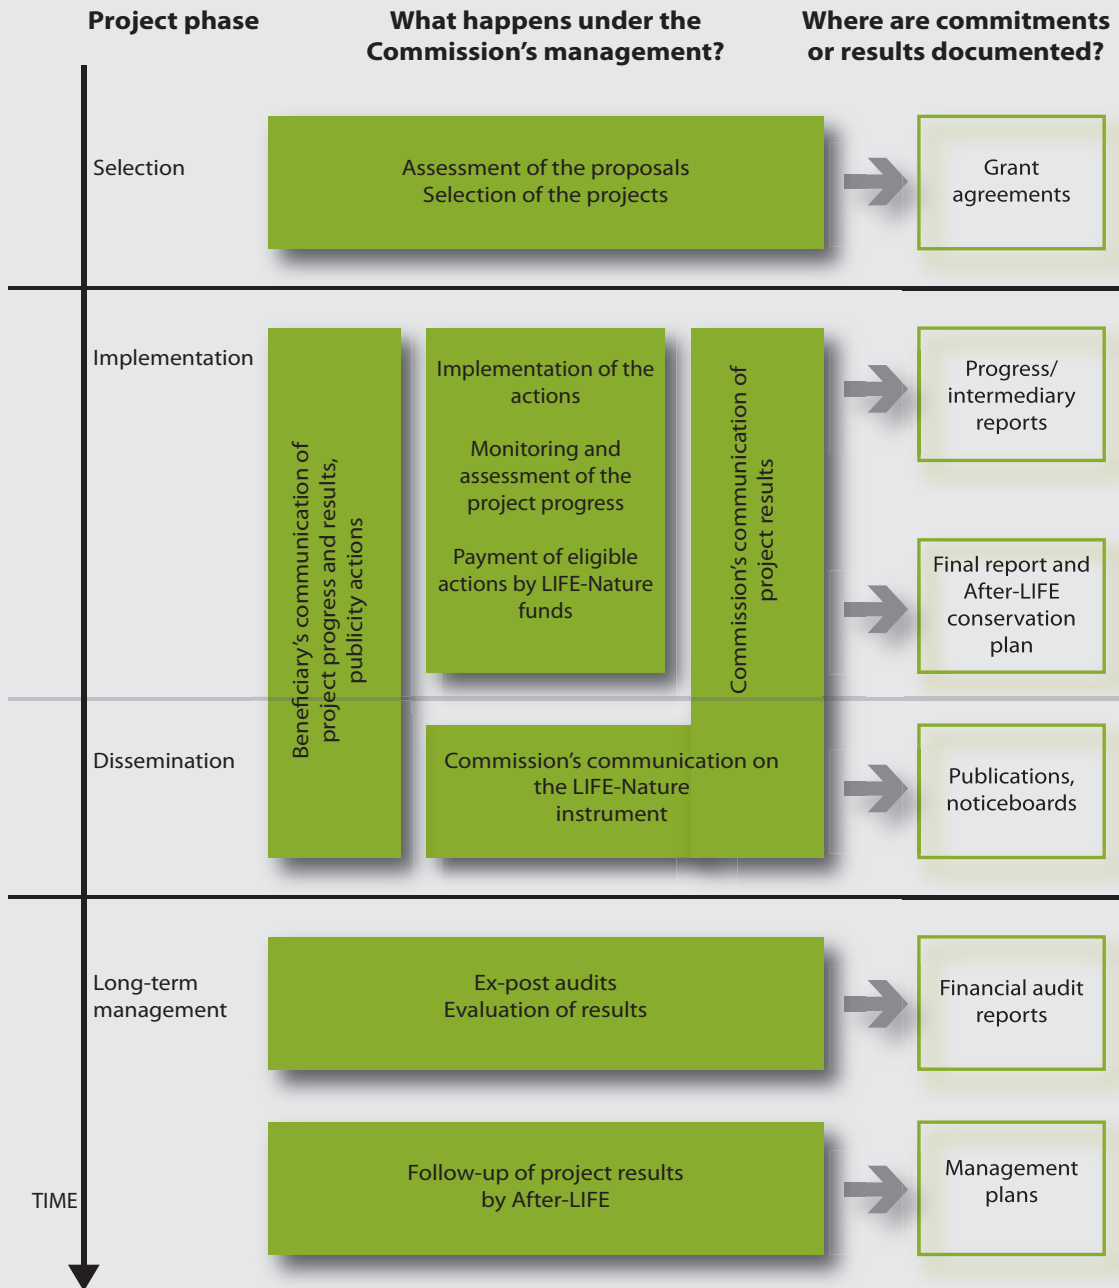 Project phase
What happens under the
Commission’s management?
Where are commitments
or results documented?
Selection
Assessment of the proposals
Selection of the projects
Grant
agreements
Implementation
Beneficiary’s communication of
project progress and results,
publicity actions
Implementation of the
actions
Monitoring and
assessment of the
project progress
Payment of eligible
actions by LIFE-Nature
funds
Commission’s communication of
project results
Progress/
intermediary
reports
Final report and
After-LIFE
conservation
plan
Dissemination
Commission’s communication on
the LIFE-Nature
instrument
Publications,
noticeboards
Long-term
management
Ex-post audits
Evaluation of results
Financial audit
reports
Follow-up of project results
by After-LIFE
Management
plans
TIME